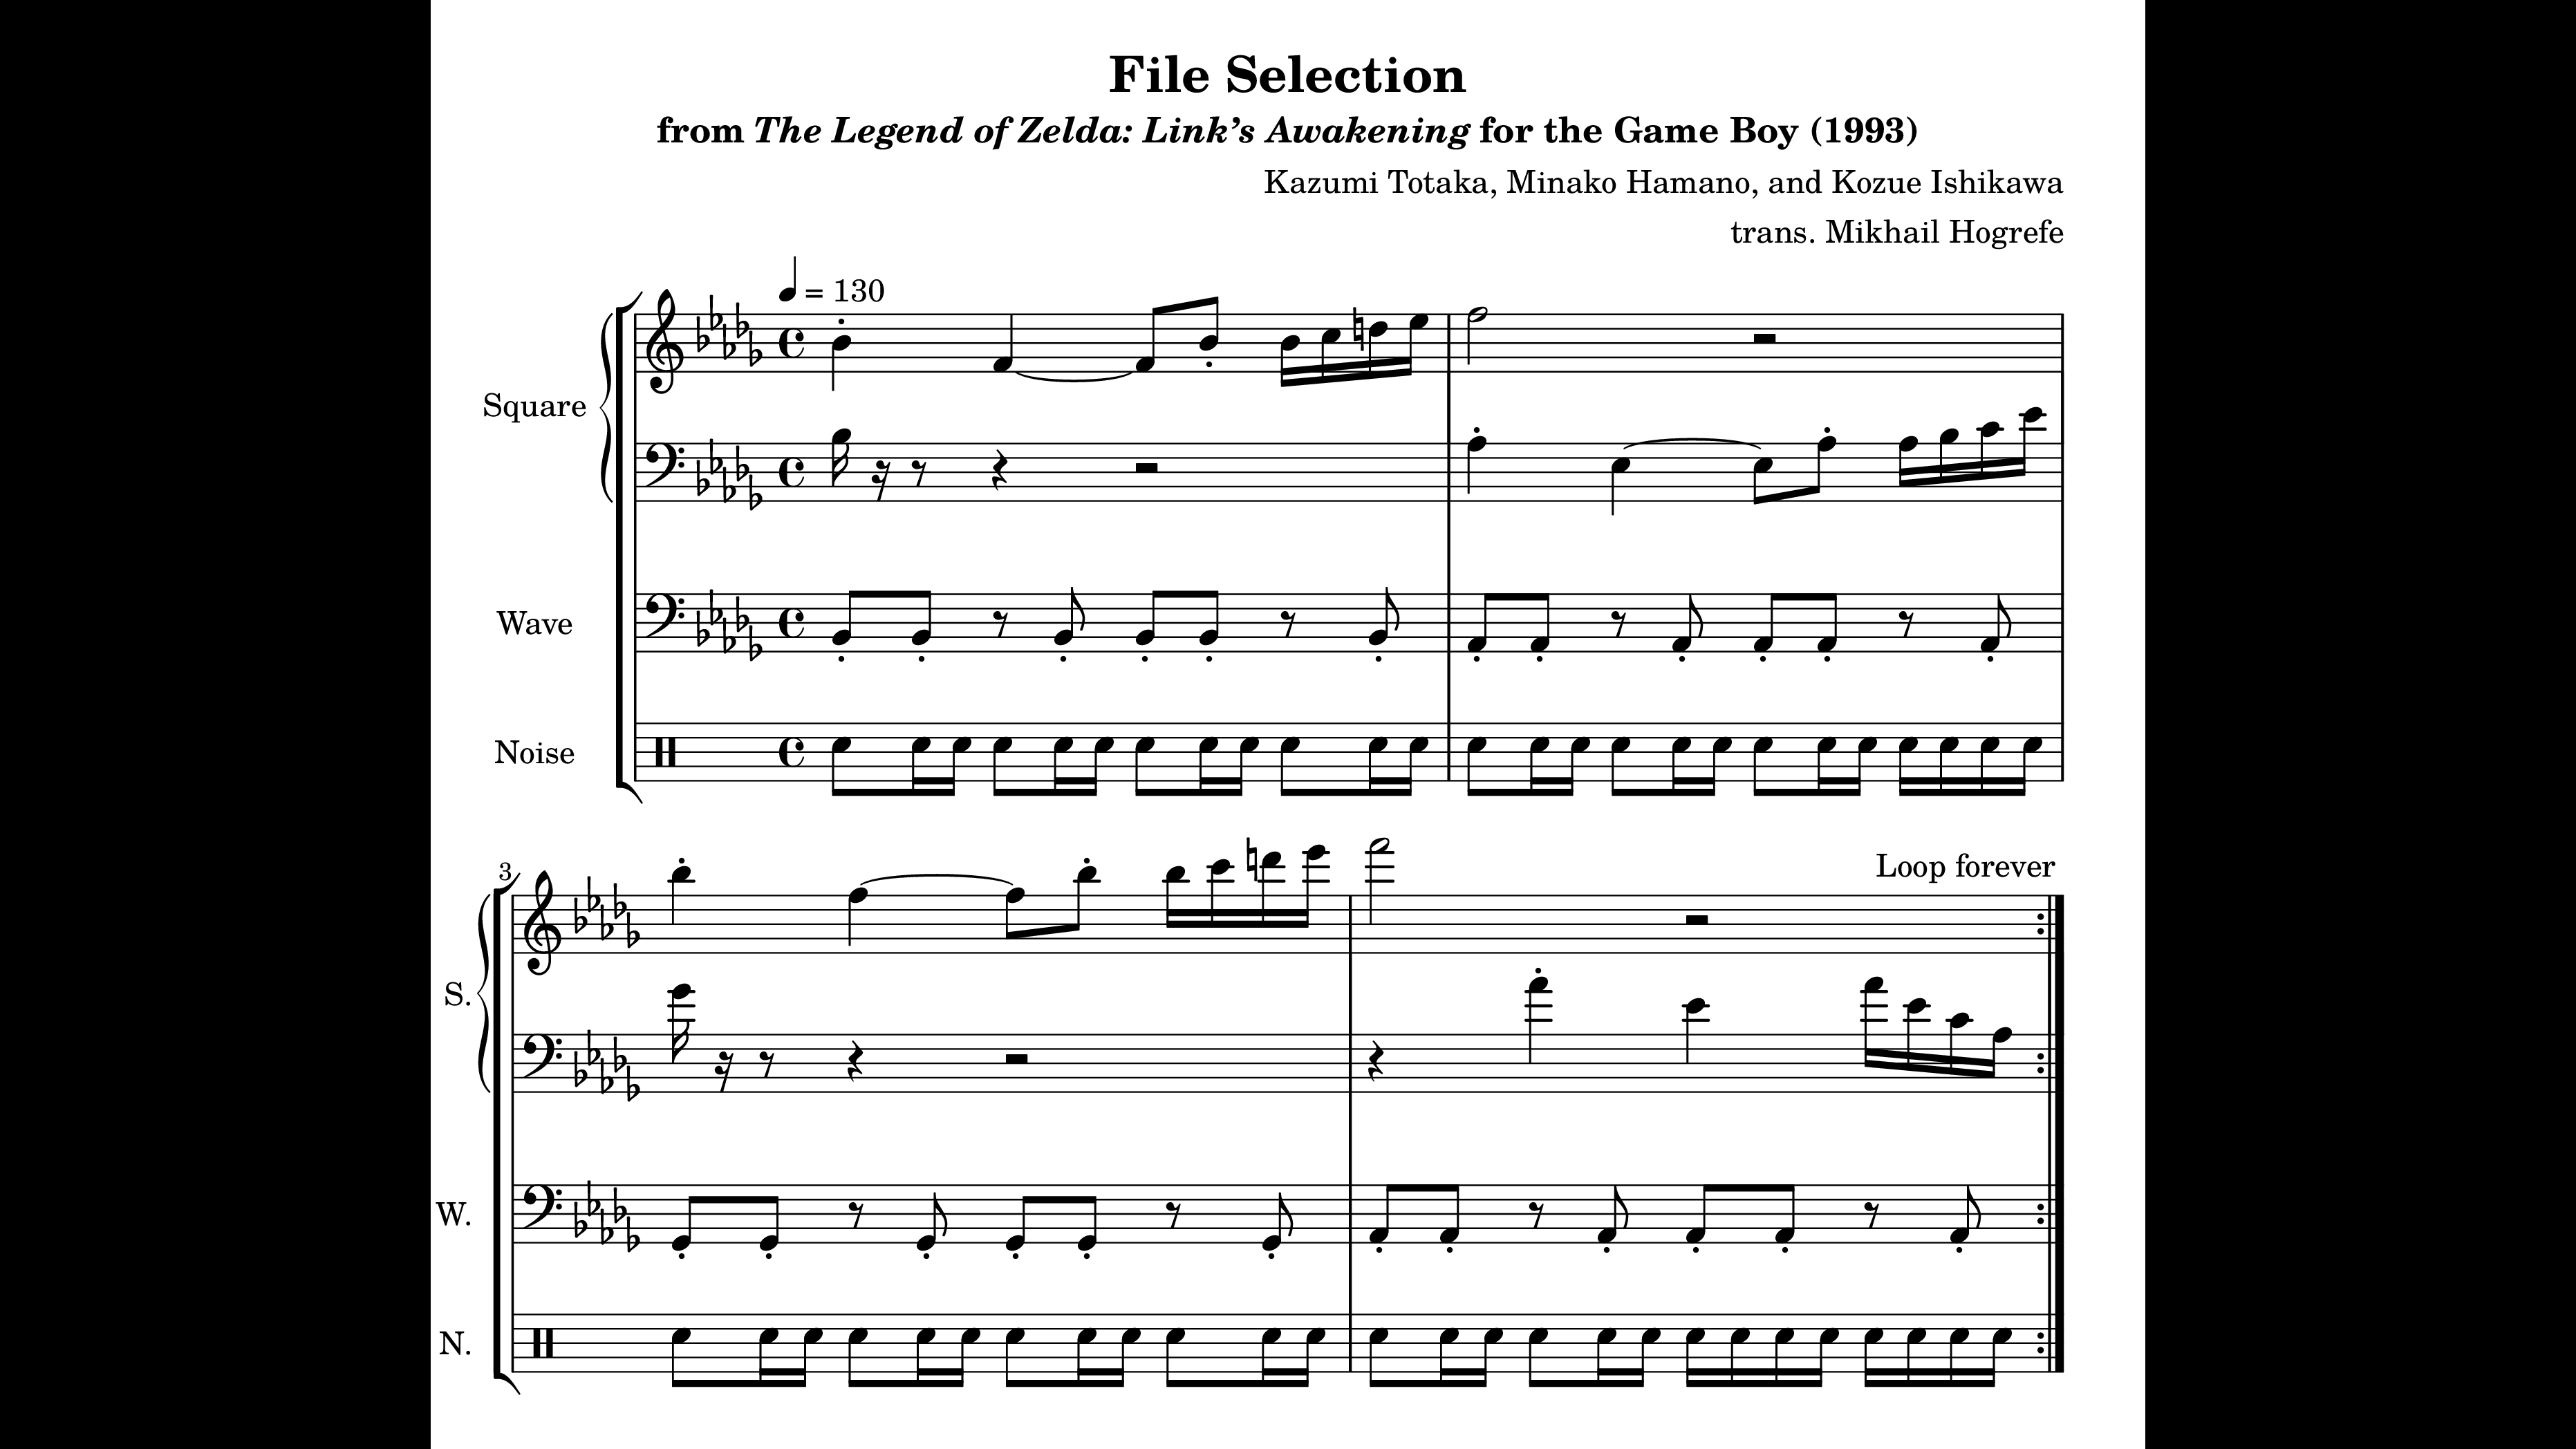 File Selection
from The Legend of Zelda: Link’s Awakening for the Game Boy (1993)
Kazumi Totaka, Minako Hamano, and Kozue Ishikawa
trans. Mikhail Hogrefe
= 130
Square
Wave
Noise
3
Loop forever
S.
W.
N.